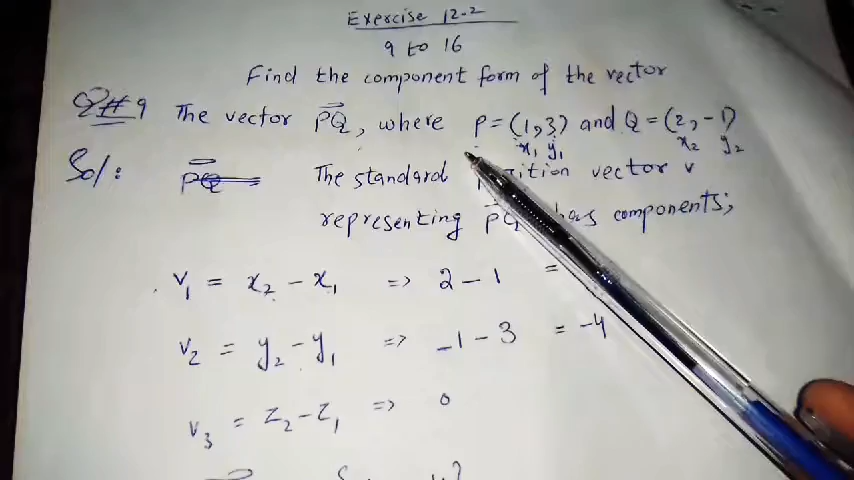 Exercise 12-2
9 to 16
Find the component form of the vector
Q#9 The vector PQ, where P=(1,3) and Q=(2,-1)
x₁ y₁ x₂ y₂
Sol: PQ The standard position vector v
representing PQ has components;
v₁ = x₂ - x₁ => 2 - 1 =
v₂ = y₂ - y₁ => -1 - 3 = -4
v₃ = z₂ - z₁ => 0